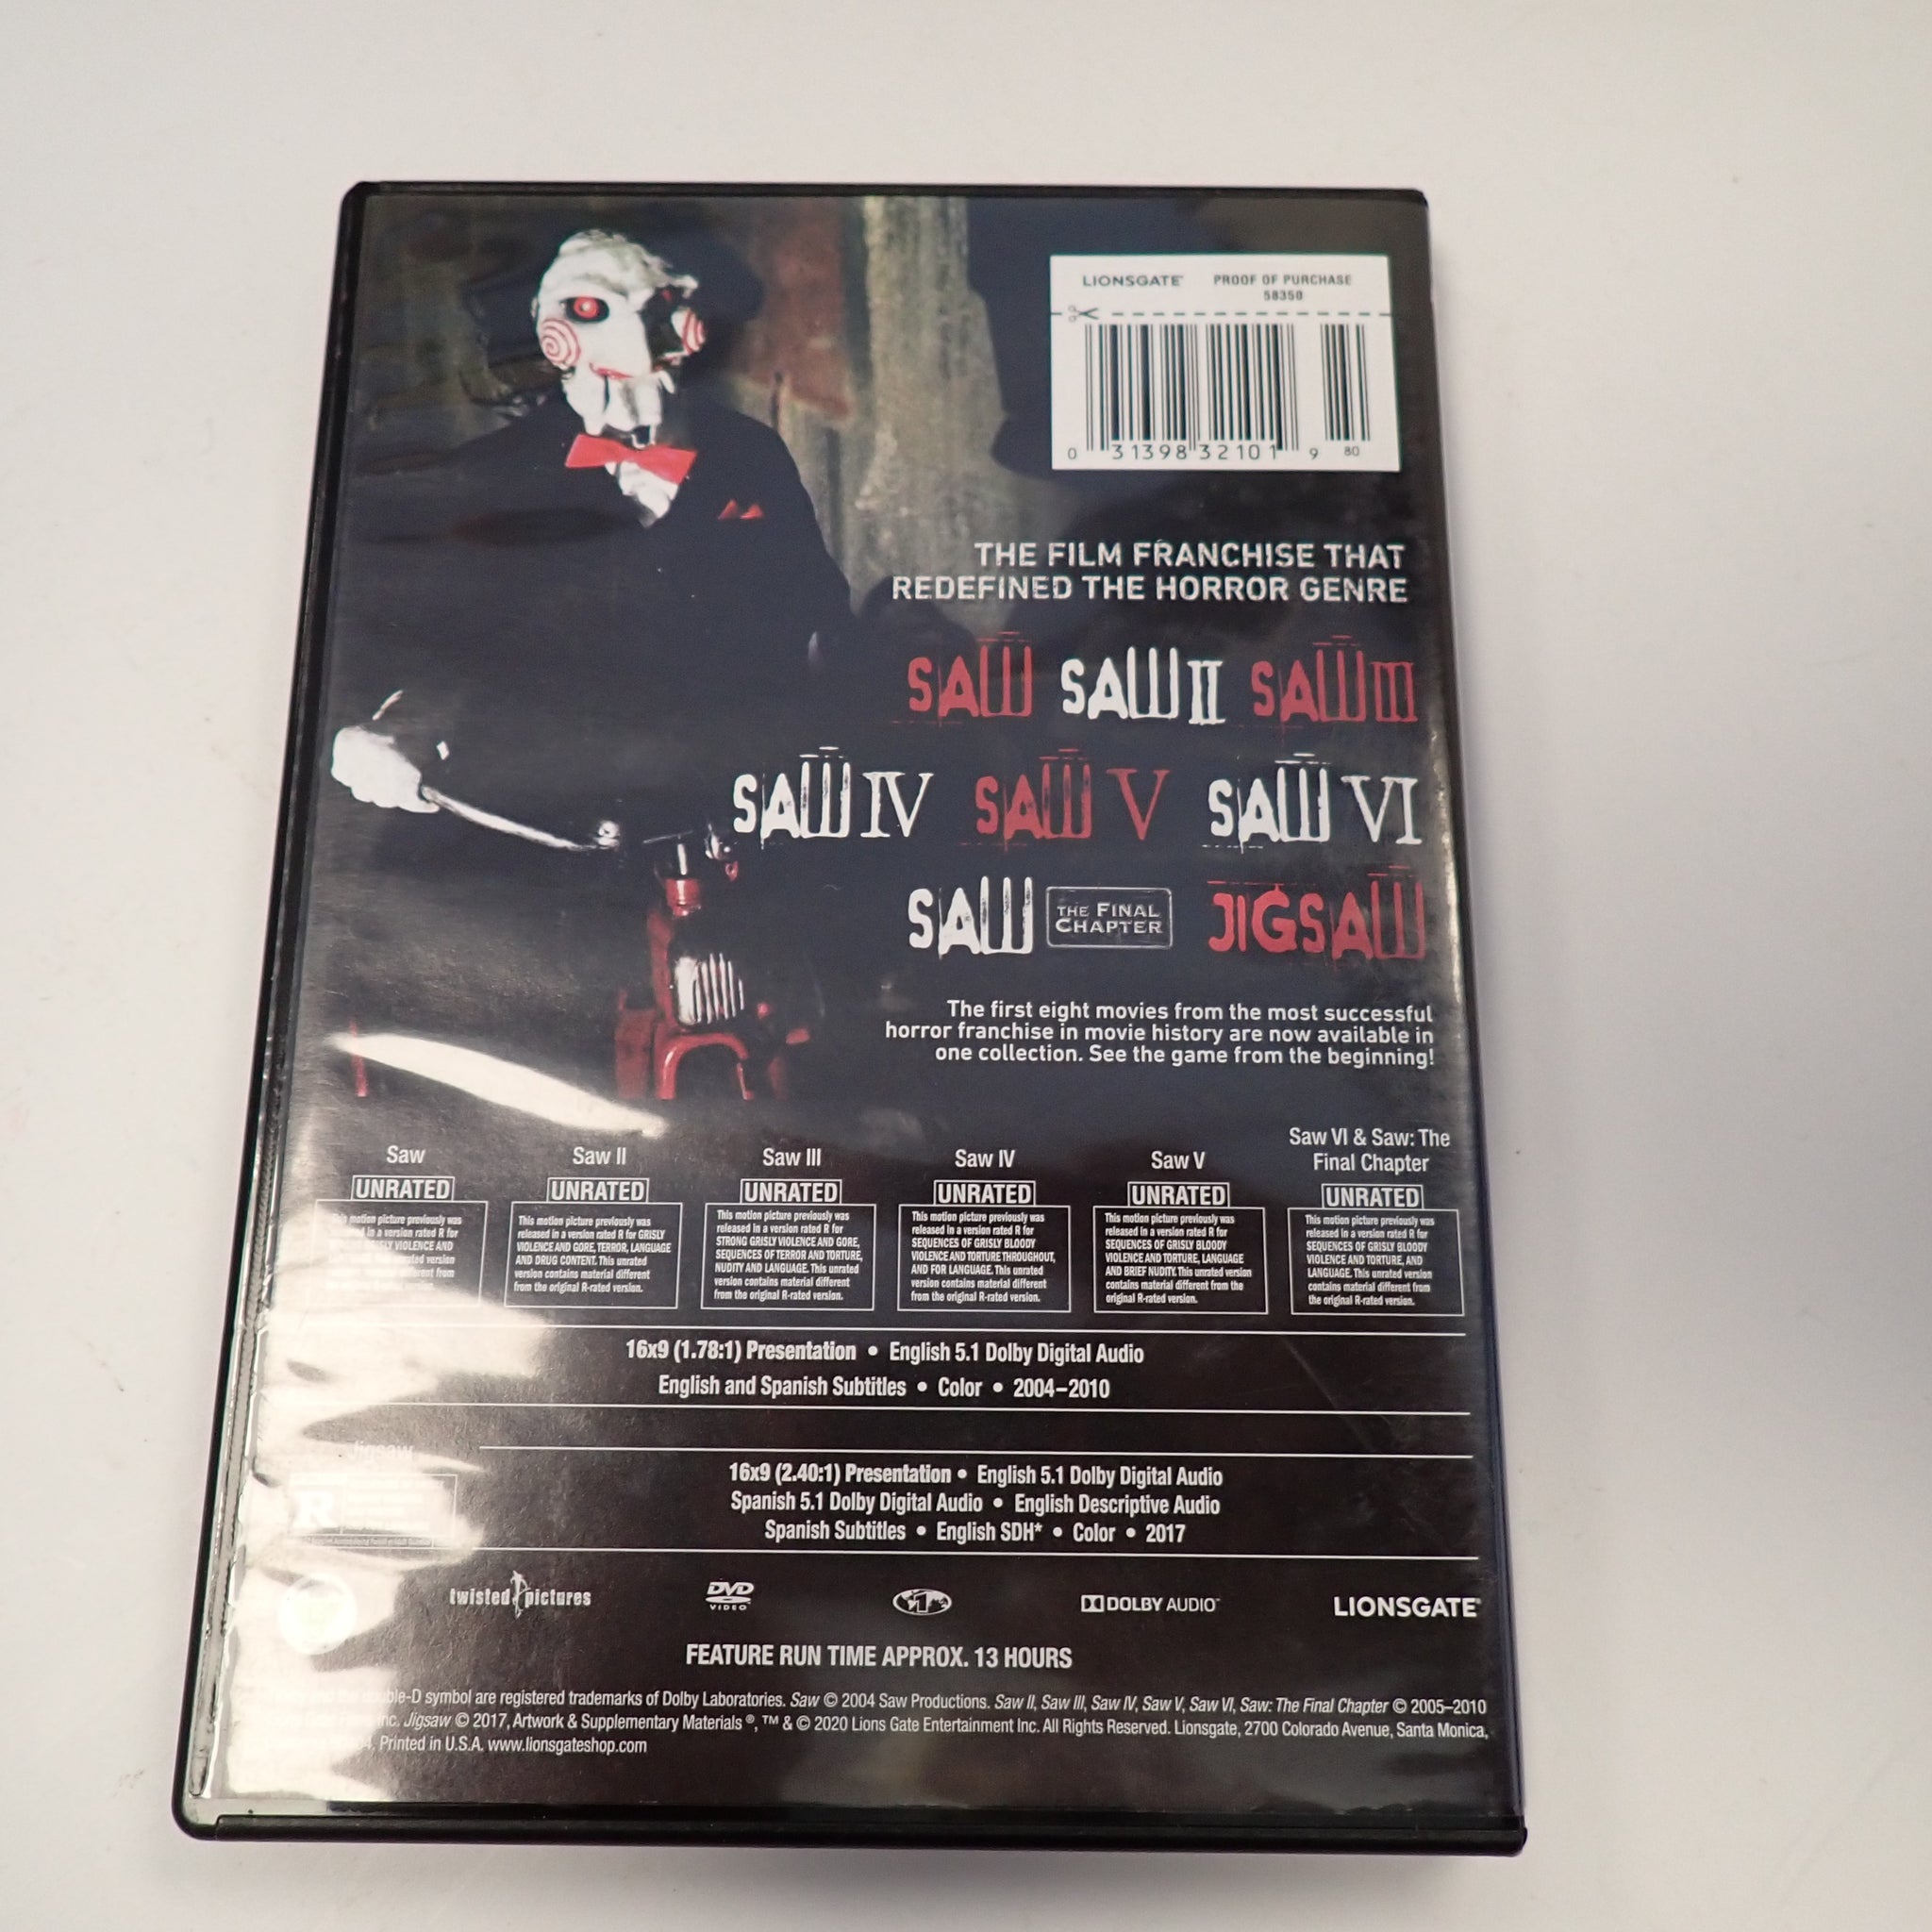 LIONSGATE® PROOF OF PURCHASE
58350
0 31398 32101 9 80
THE FILM FRANCHISE THAT
REDEFINED THE HORROR GENRE
SAW SAW II SAW III
SAW IV SAW V SAW VI
SAW THE FINAL CHAPTER JIGSAW
The first eight movies from the most successful
horror franchise in movie history are now available in
one collection. See the game from the beginning!
Saw
UNRATED
motion picture previously was
in a version rated R for
GRISLY VIOLENCE AND
version
different from
Saw II
UNRATED
This motion picture previously was
released in a version rated R for GRISLY
VIOLENCE AND GORE, TERROR, LANGUAGE
AND DRUG CONTENT. This unrated
version contains material different
from the original R-rated version.
Saw III
UNRATED
This motion picture previously was
released in a version rated R for
STRONG GRISLY VIOLENCE AND GORE,
SEQUENCES OF TERROR AND TORTURE,
NUDITY AND LANGUAGE. This unrated
version contains material different
from the original R-rated version.
Saw IV
UNRATED
This motion picture previously was
released in a version rated R for
SEQUENCES OF GRISLY BLOODY
VIOLENCE AND TORTURE THROUGHOUT,
AND FOR LANGUAGE. This unrated
version contains material different
from the original R-rated version.
Saw V
UNRATED
This motion picture previously was
released in a version rated R for
SEQUENCES OF GRISLY BLOODY
VIOLENCE AND TORTURE, LANGUAGE
AND BRIEF NUDITY. This unrated version
contains material different from the
original R-rated version.
Saw VI & Saw: The
Final Chapter
UNRATED
This motion picture previously was
released in a version rated R for
SEQUENCES OF GRISLY BLOODY
VIOLENCE AND TORTURE, AND
LANGUAGE. This unrated version
contains material different from
the original R-rated version.
16x9 (1.78:1) Presentation • English 5.1 Dolby Digital Audio
English and Spanish Subtitles • Color • 2004–2010
Jigsaw
R
16x9 (2.40:1) Presentation • English 5.1 Dolby Digital Audio
Spanish 5.1 Dolby Digital Audio • English Descriptive Audio
Spanish Subtitles • English SDH* • Color • 2017
twisted pictures DVD VIDEO 1 DOLBY AUDIO™ LIONSGATE®
FEATURE RUN TIME APPROX. 13 HOURS
and the double-D symbol are registered trademarks of Dolby Laboratories. Saw © 2004 Saw Productions. Saw II, Saw III, Saw IV, Saw V, Saw VI, Saw: The Final Chapter © 2005–2010
Inc. Jigsaw © 2017, Artwork & Supplementary Materials ®, ™ & © 2020 Lions Gate Entertainment Inc. All Rights Reserved. Lionsgate, 2700 Colorado Avenue, Santa Monica,
Printed in U.S.A. www.lionsgateshop.com